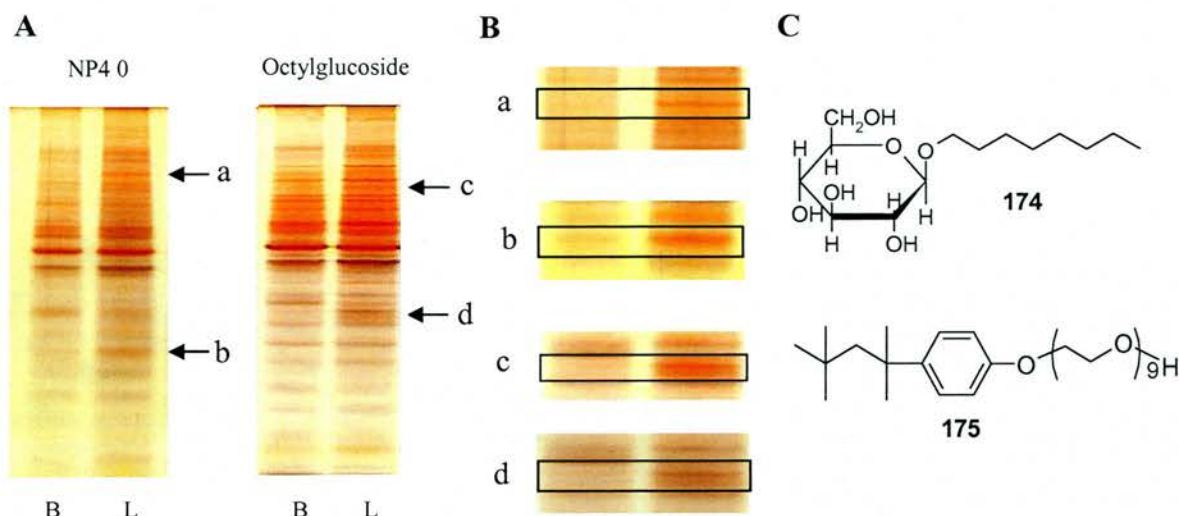 A
NP4 0
Octylglucoside
a
b
c
d
B L
B L
B
a
b
c
d
C
CH2OH
O
O
H
H
OH
H
OH
H
H
OH
174
O
O
9
H
175